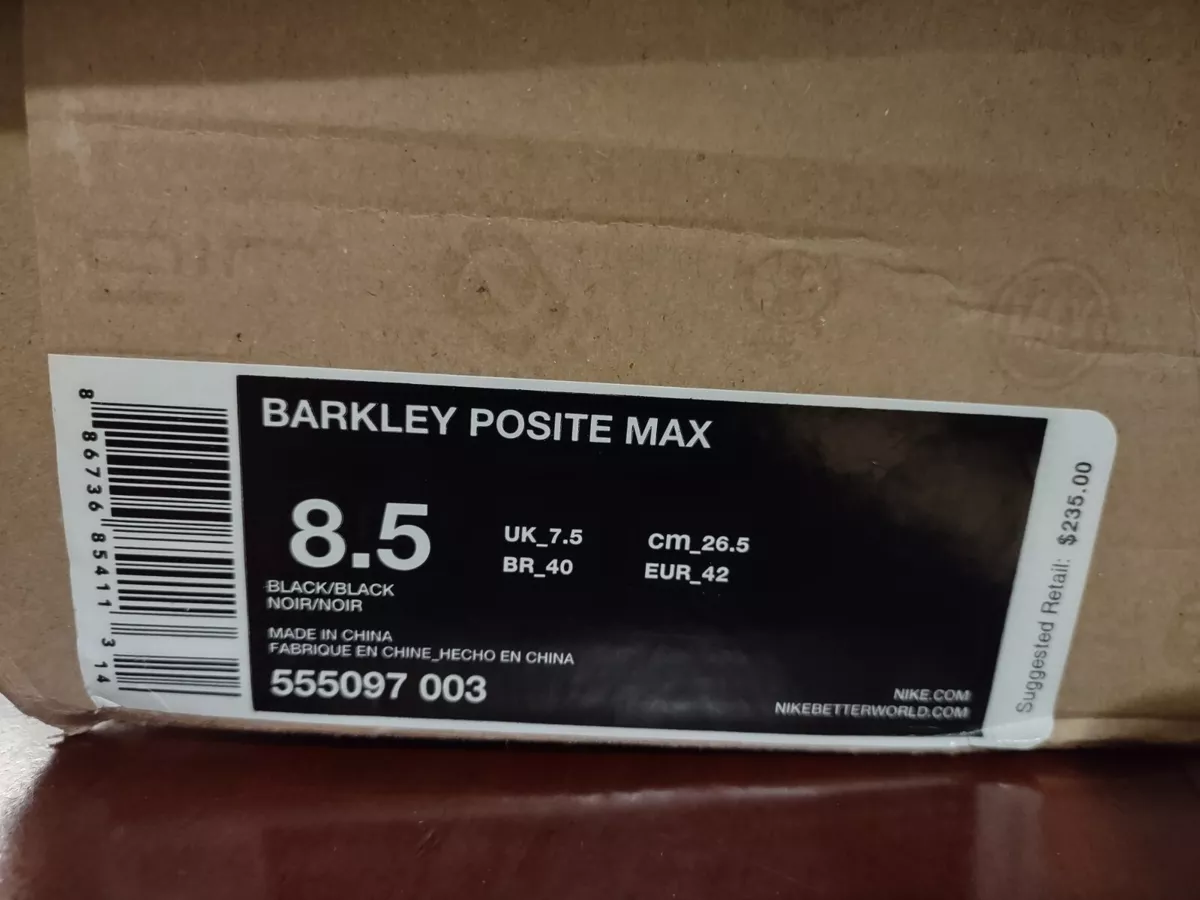 BARKLEY POSITE MAX
8.5
UK_7.5
cm_26.5
BR_40
EUR_42
BLACK/BLACK
NOIR/NOIR
MADE IN CHINA
FABRIQUE EN CHINE_HECHO EN CHINA
555097 003
NIKE.COM
NIKEBETTERWORLD.COM
8 86736 85411 3 14
Suggested Retail: $235.00